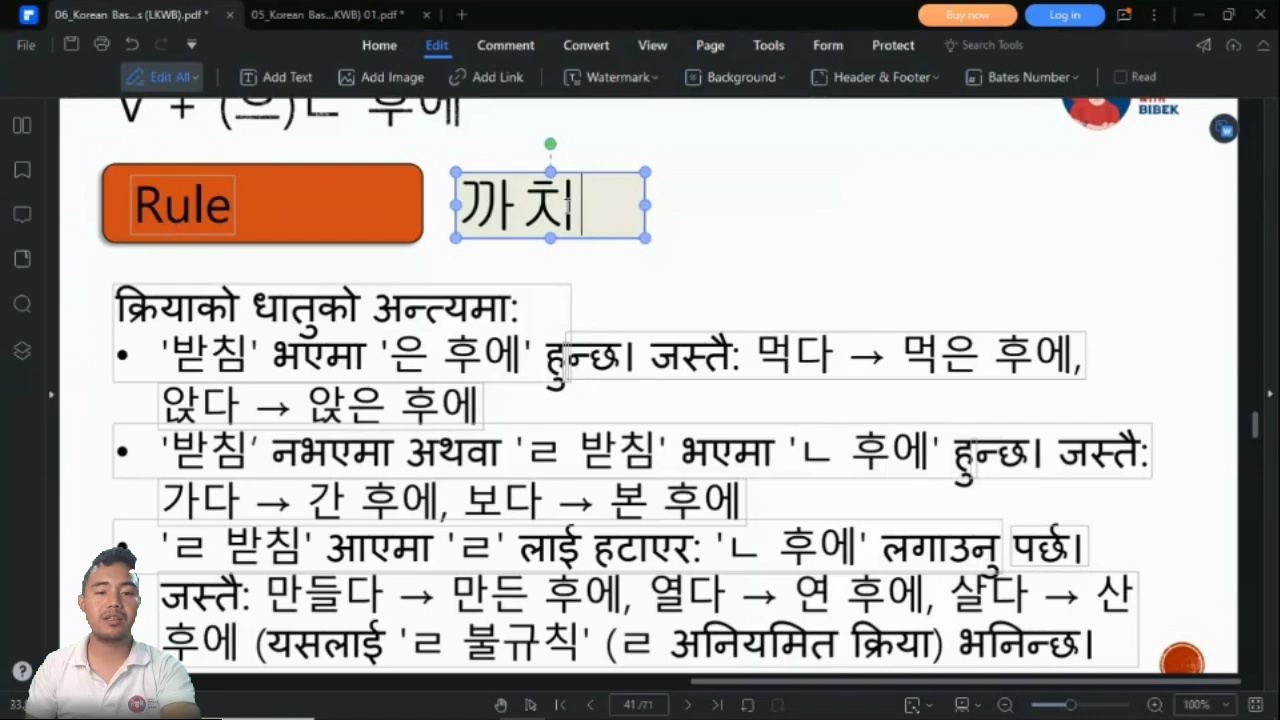 06_Korean Bas...s (LKWB).pdf *
05_Korean Bas...KWB) 01.pdf *
Buy now
Log in
File
Home
Edit
Comment
Convert
View
Page
Tools
Form
Protect
Search Tools
Edit All
Add Text
Add Image
Add Link
Watermark
Background
Header & Footer
Bates Number
Read
V + (으)ㄴ 후에
BIBEK
Rule
까치
क्रियाको धातुको अन्त्यमा:
• '받침' भएमा '은 후에' हुन्छ। जस्तै: 먹다 → 먹은 후에,
앉다 → 앉은 후에
• '받침' नभएमा अथवा 'ㄹ 받침' भएमा 'ㄴ 후에' हुन्छ। जस्तै:
가다 → 간 후에, 보다 → 본 후에
• 'ㄹ 받침' आएमा 'ㄹ' लाई हटाएर: 'ㄴ 후에' लगाउनु पर्छ।
जस्तै: 만들다 → 만든 후에, 열다 → 연 후에, 살다 → 산
후에 (यसलाई 'ㄹ 불규칙' (ㄹ अनियमित क्रिया) भनिन्छ।
41 /71
100%